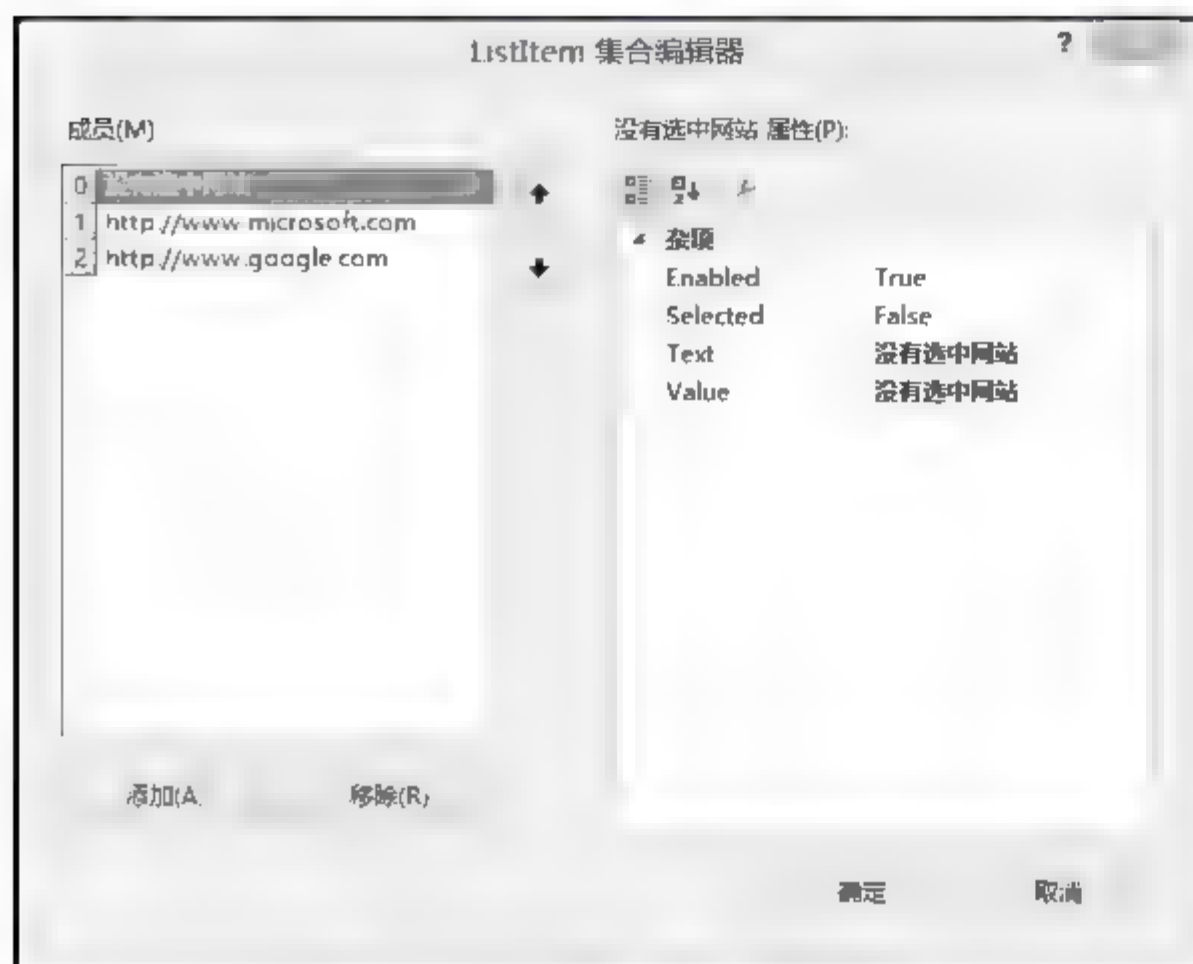 ListItem 集合编辑器 ?
成员(M)
没有选中网站 属性(P):
0
1 http://www.microsoft.com
2 http://www.google.com
杂项
Enabled True
Selected False
Text 没有选中网站
Value 没有选中网站
添加(A) 移除(R)
确定 取消